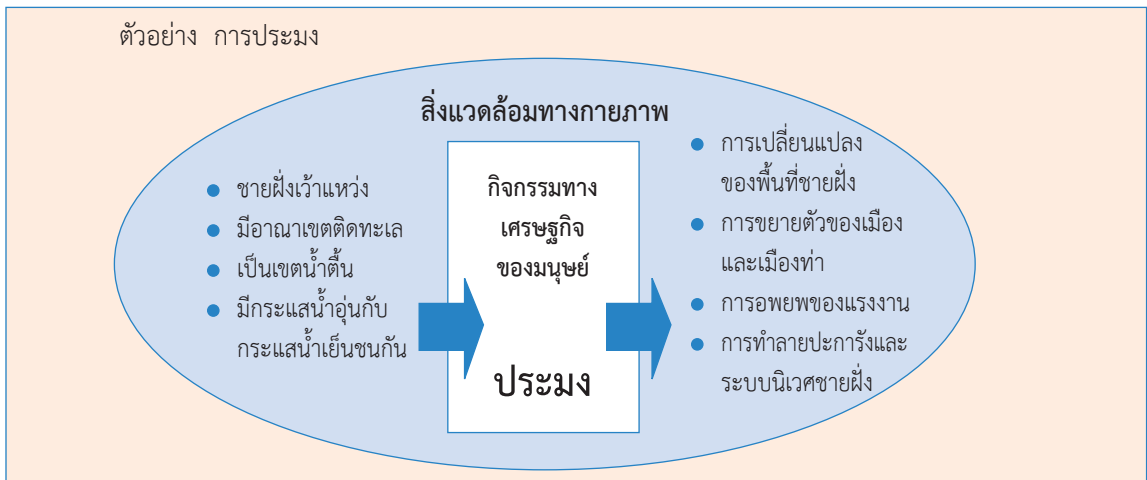 ตัวอย่าง การประมง
สิ่งแวดล้อมทางกายภาพ
● ชายฝั่งเว้าแหว่ง
● มีอาณาเขตติดทะเล
● เป็นเขตน้ำตื้น
● มีกระแสน้ำอุ่นกับ
กระแสน้ำเย็นชนกัน
กิจกรรมทาง
เศรษฐกิจ
ของมนุษย์
ประมง
● การเปลี่ยนแปลง
ของพื้นที่ชายฝั่ง
● การขยายตัวของเมือง
และเมืองท่า
● การอพยพของแรงงาน
● การทำลายปะการังและ
ระบบนิเวศชายฝั่ง